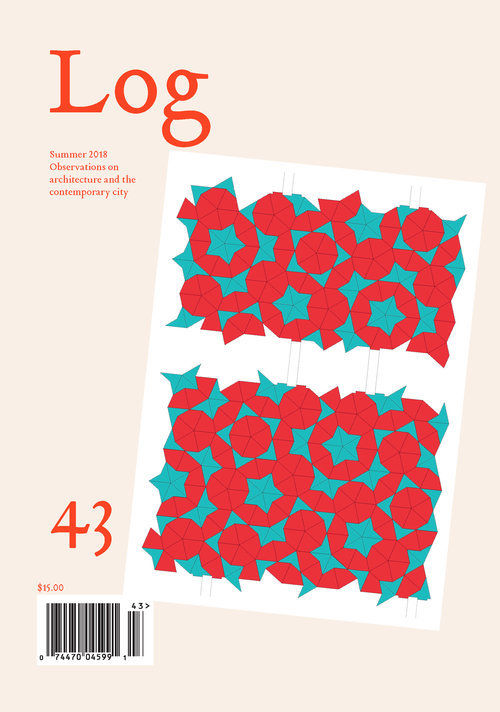 Log
Summer 2018
Observations on
architecture and the
contemporary city
43
$15.00
43>
0 74470 04599 1